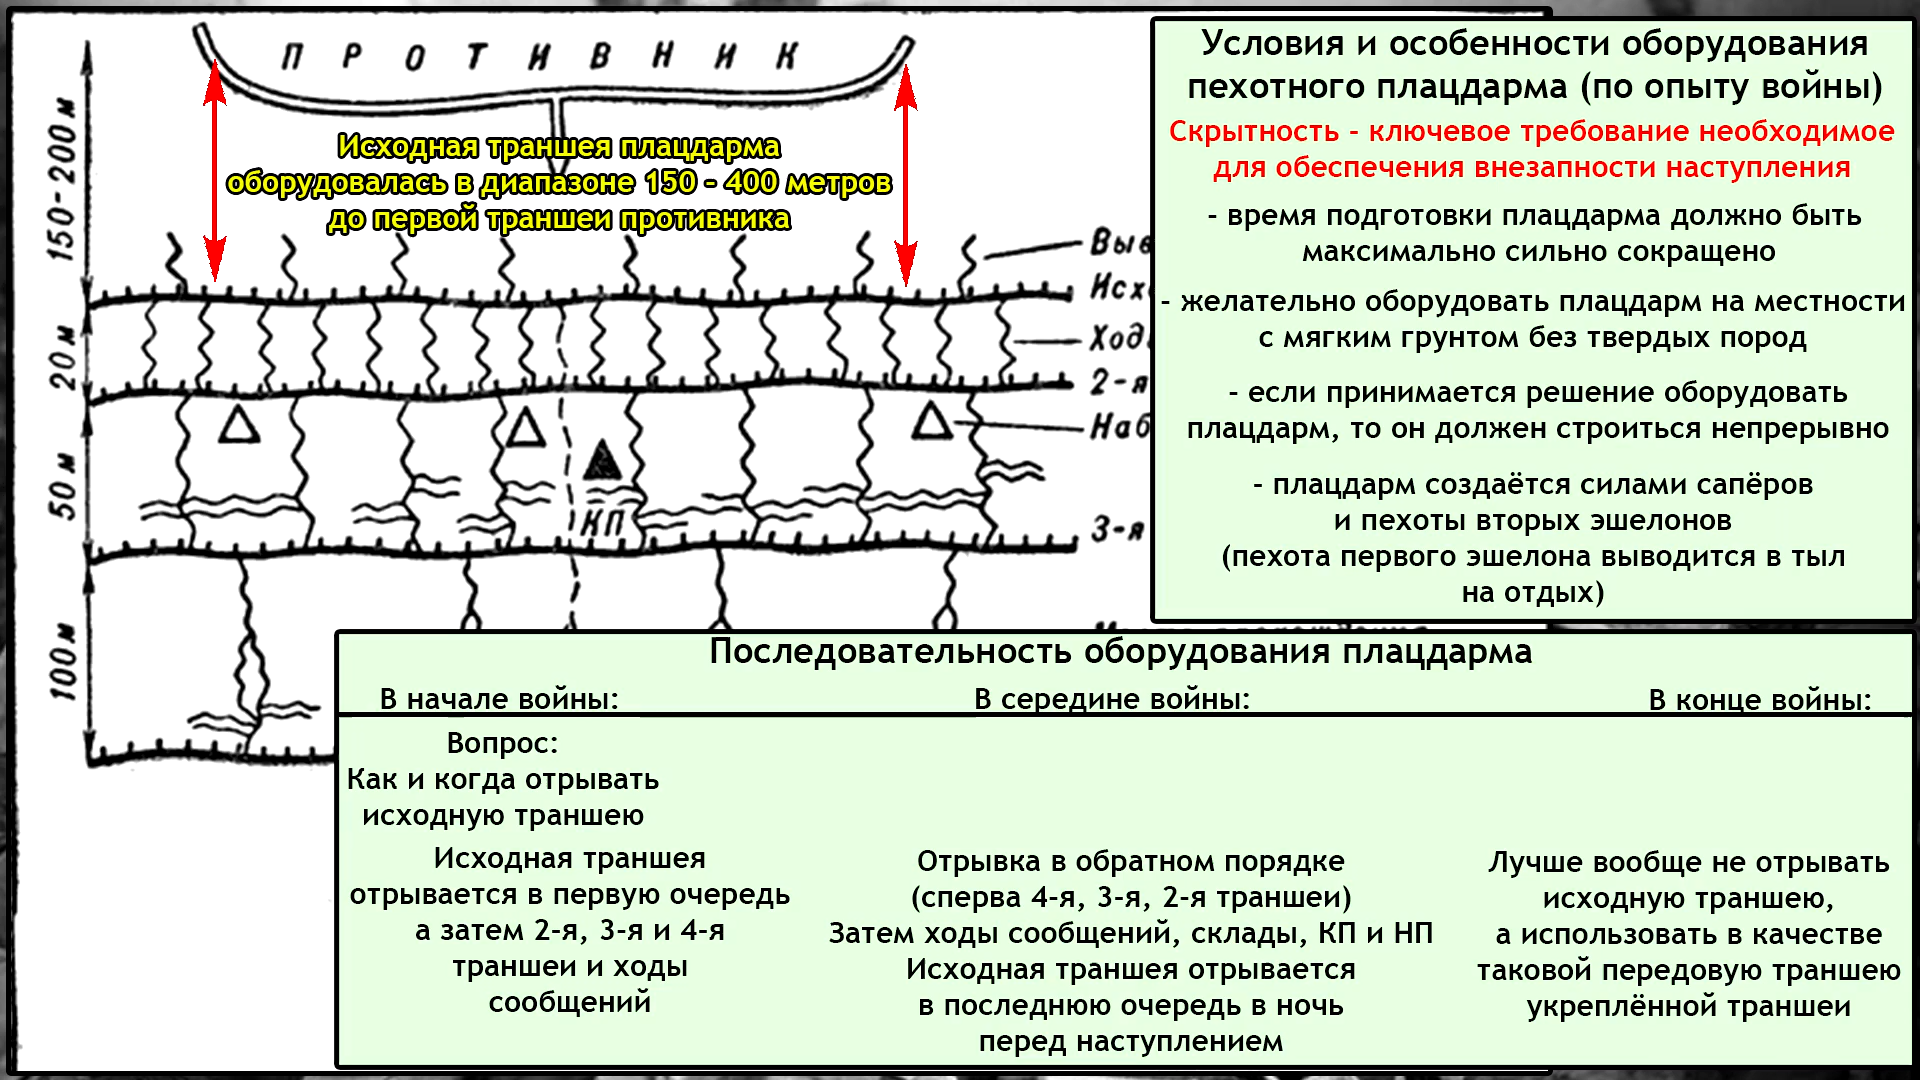 ПРОТИВНИК
150-200 м
Исходная траншея плацдарма
оборудовалась в диапазоне 150 - 400 метров
до первой траншеи противника
20 м
2-я
50 м
КП
3-я
100 м
Условия и особенности оборудования
пехотного плацдарма (по опыту войны)
Скрытность - ключевое требование необходимое
для обеспечения внезапности наступления
- время подготовки плацдарма должно быть
максимально сильно сокращено
- желательно оборудовать плацдарм на местности
с мягким грунтом без твердых пород
- если принимается решение оборудовать
плацдарм, то он должен строиться непрерывно
- плацдарм создаётся силами сапёров
и пехоты вторых эшелонов
(пехота первого эшелона выводится в тыл
на отдых)
Последовательность оборудования плацдарма
В начале войны:
В середине войны:
В конце войны:
Вопрос:
Как и когда отрывать
исходную траншею
Исходная траншея
отрывается в первую очередь
а затем 2-я, 3-я и 4-я
траншеи и ходы
сообщений
Отрывка в обратном порядке
(сперва 4-я, 3-я, 2-я траншеи)
Затем ходы сообщений, склады, КП и НП
Исходная траншея отрывается
в последнюю очередь в ночь
перед наступлением
Лучше вообще не отрывать
исходную траншею,
а использовать в качестве
таковой передовую траншею
укреплённой траншеи